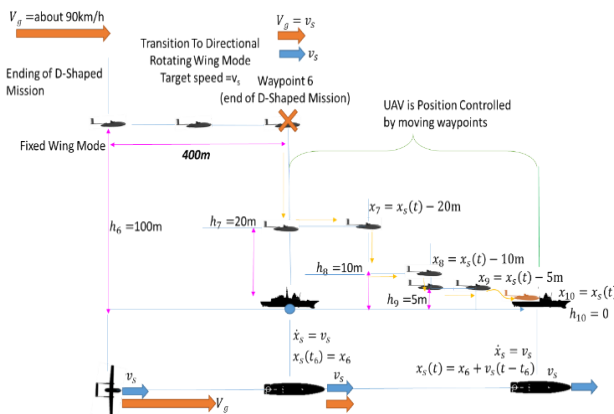 V_g =about 90km/h
V_g = v_s
v_s
Ending of D-Shaped
Mission
Transition To Directional
Rotating Wing Mode
Target speed =v_s
Waypoint 6
(end of D-Shaped Mission)
UAV is Position Controlled
by moving waypoints
Fixed Wing Mode
400m
x_7 = x_s(t) − 20m
h_6 =100m
h_7 =20m
x_8 = x_s(t) − 10m
h_8 =10m
x_9 = x_s(t) − 5m
h_9 =5m
x_10 = x_s(t)
h_10 = 0
ẋ_s = v_s
x_s(t_6) = x_6
ẋ_s = v_s
x_s(t) = x_6 + v_s(t − t_6)
v_s
v_s
v_s
V_g